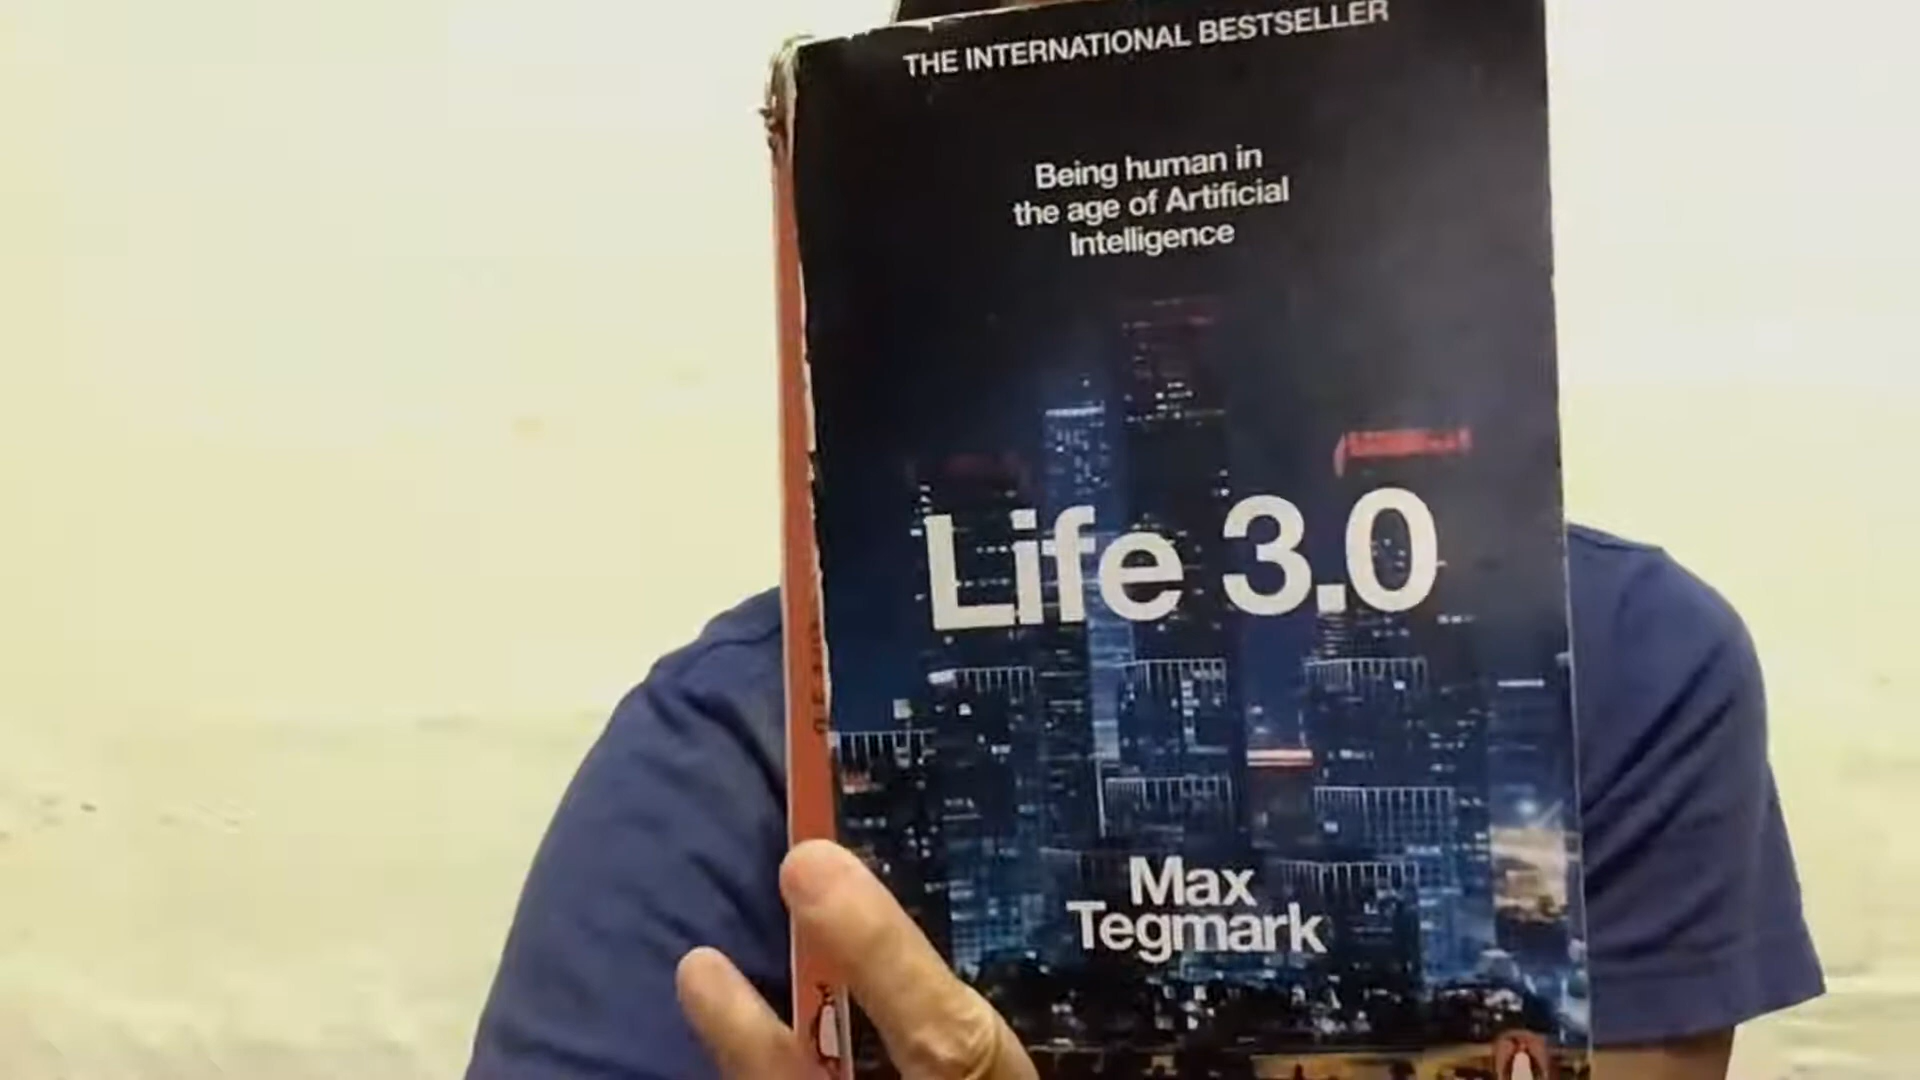 THE INTERNATIONAL BESTSELLER
Being human in
the age of Artificial
Intelligence
Life 3.0
Max
Tegmark